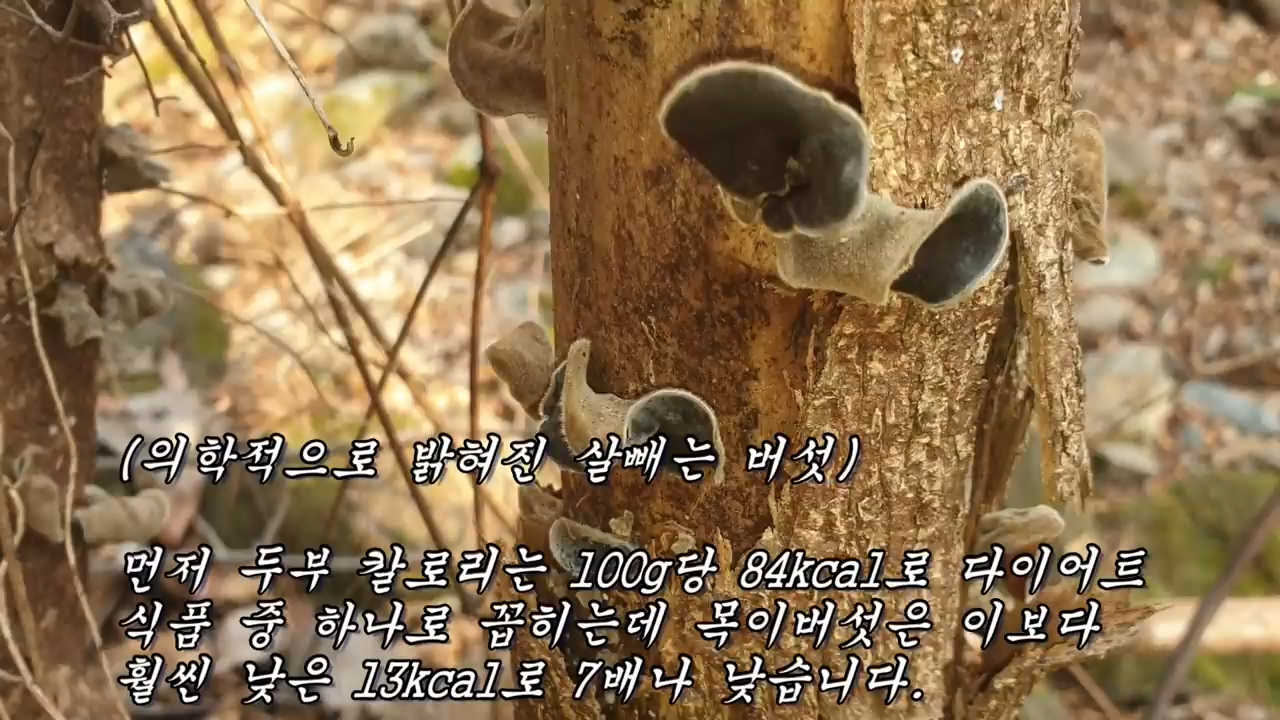 (의학적으로 밝혀진 살빼는 버섯)
먼저 두부 칼로리는 100g당 84kcal로 다이어트
식품 중 하나로 꼽히는데 목이버섯은 이보다
훨씬 낮은 13kcal로 7배나 낮습니다.